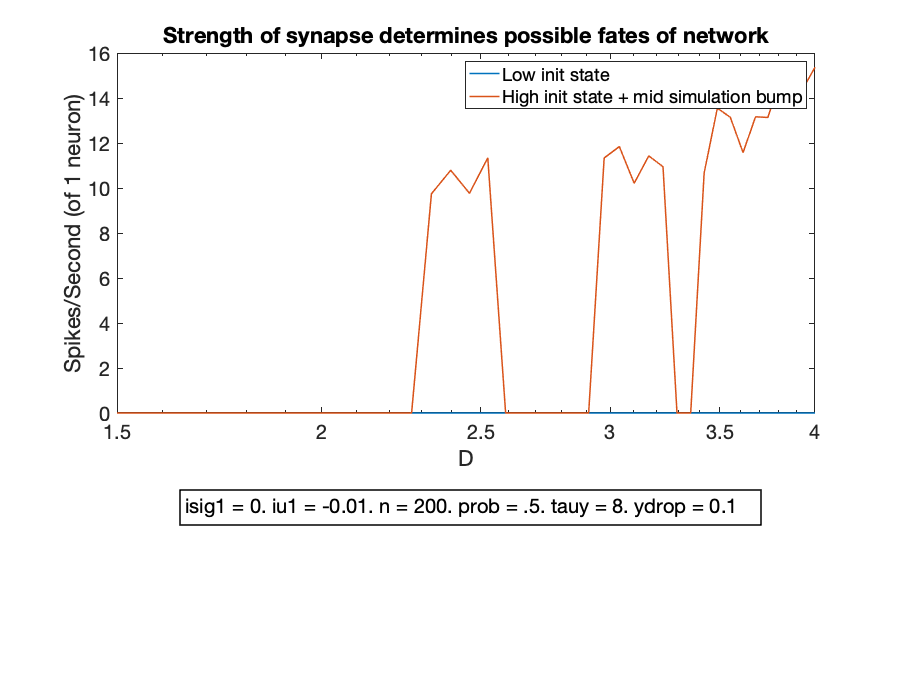 Strength of synapse determines possible fates of network
16
14
12
10
8
6
4
2
0
Spikes/Second (of 1 neuron)
Low init state
High init state + mid simulation bump
1.5 2 2.5 3 3.5 4
D
isig1 = 0. iu1 = -0.01. n = 200. prob = .5. tauy = 8. ydrop = 0.1